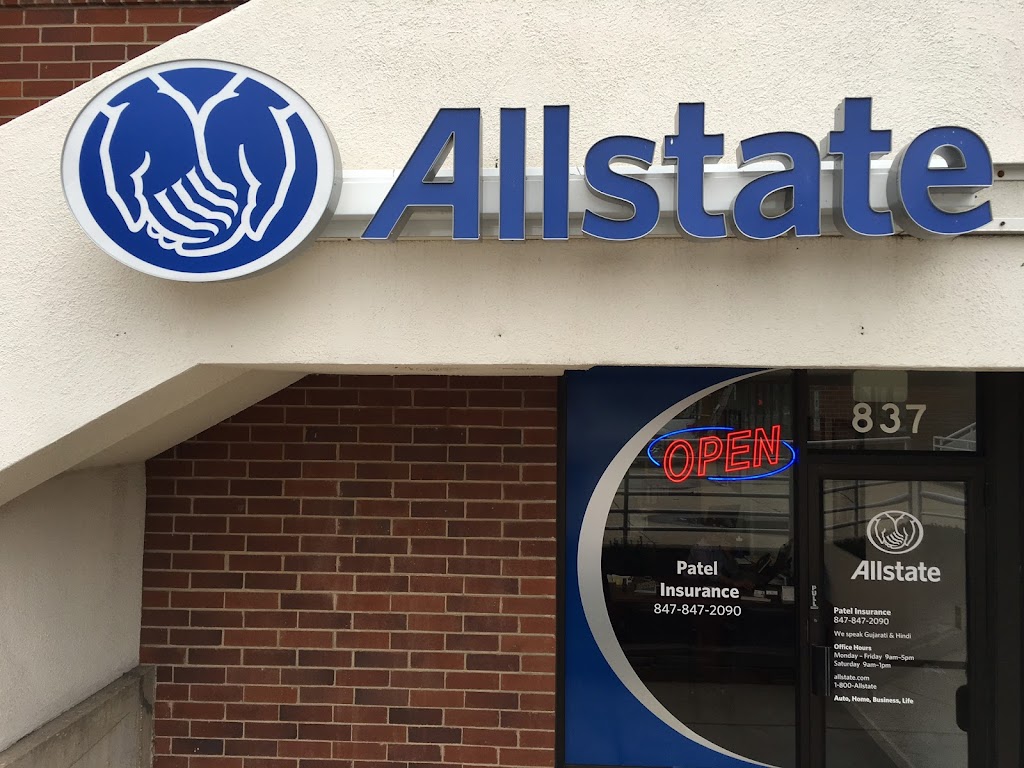 Allstate
837
OPEN
Patel
Insurance
847-847-2090
Allstate
Patel Insurance
847-847-2090
We speak Gujarati & Hindi
Office Hours
Monday – Friday 9am–5pm
Saturday 9am–1pm
allstate.com
1-800-Allstate
Auto, Home, Business, Life
PULL